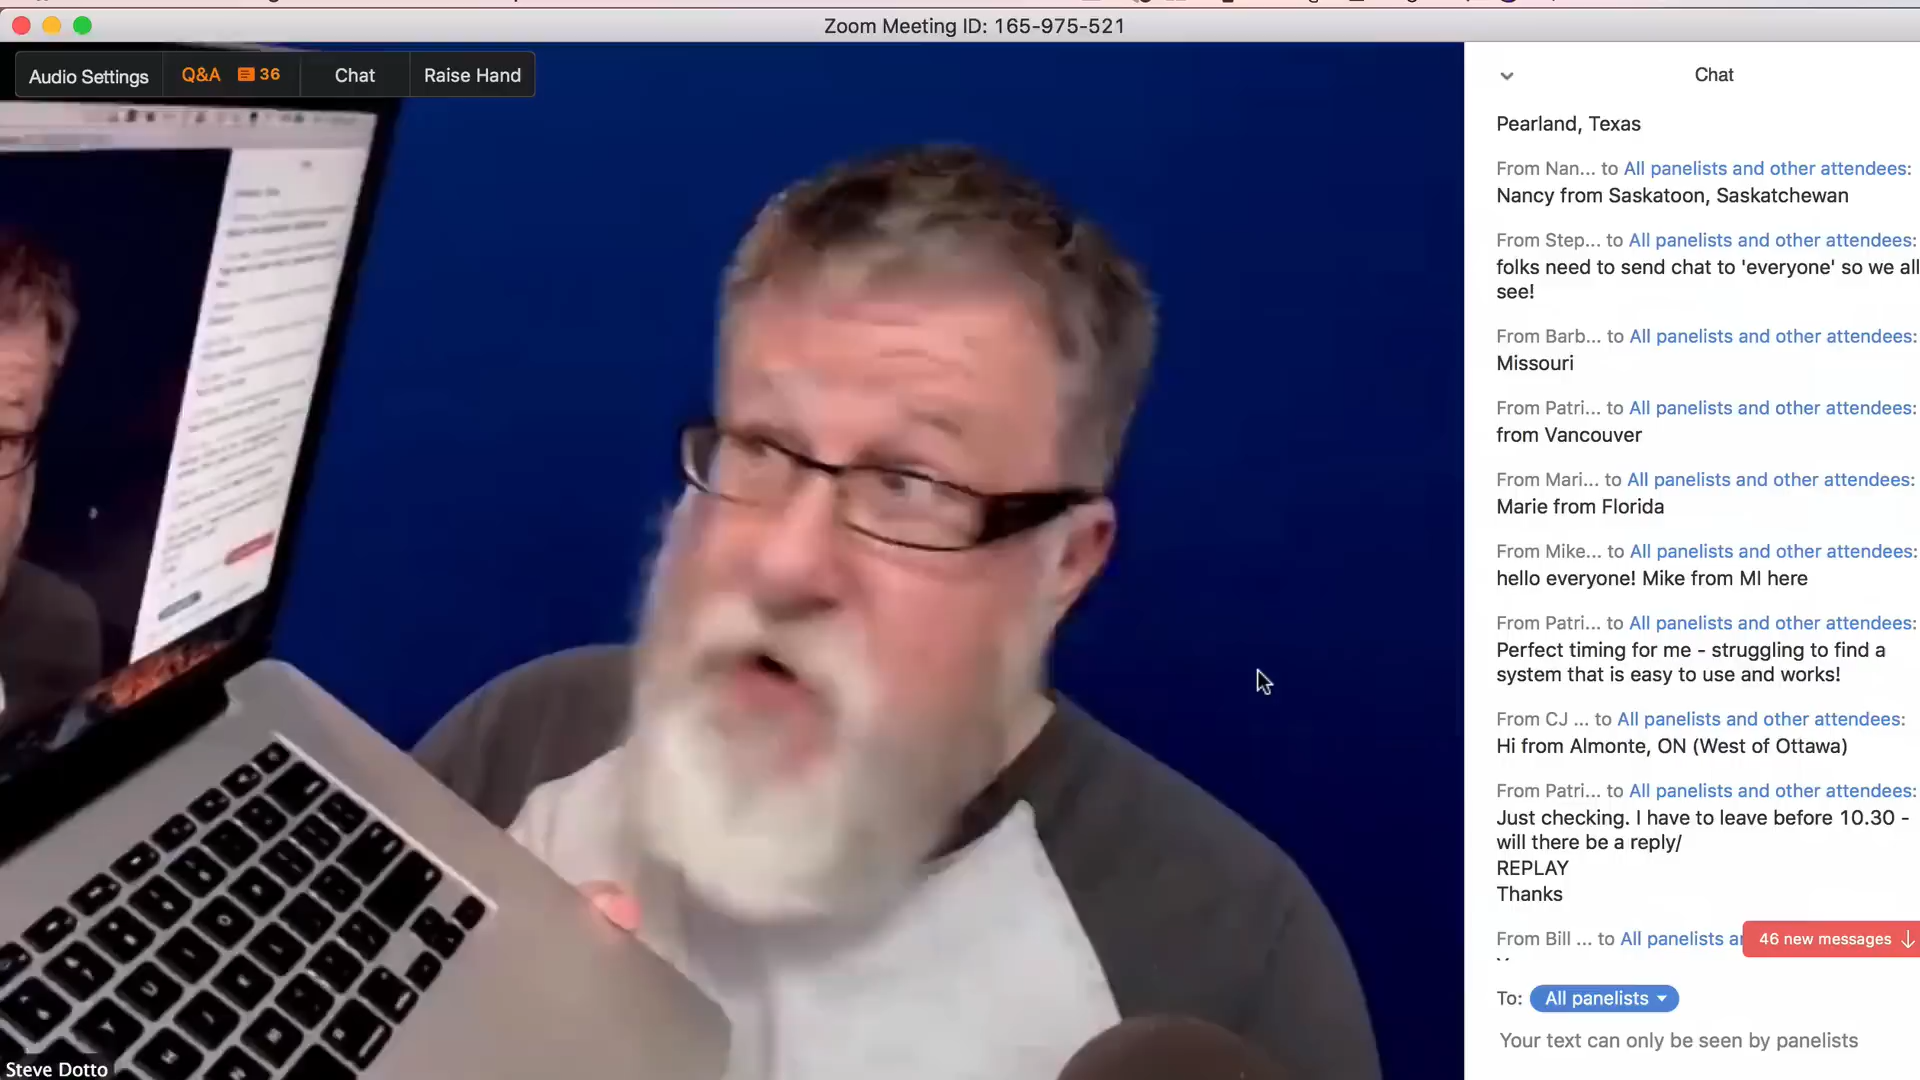 Zoom Meeting ID: 165-975-521
Audio Settings
Q&A 36
Chat
Raise Hand
Chat
Pearland, Texas
From Nan... to All panelists and other attendees:
Nancy from Saskatoon, Saskatchewan
From Step... to All panelists and other attendees:
folks need to send chat to 'everyone' so we all
see!
From Barb... to All panelists and other attendees:
Missouri
From Patri... to All panelists and other attendees:
from Vancouver
From Mari... to All panelists and other attendees:
Marie from Florida
From Mike... to All panelists and other attendees:
hello everyone! Mike from MI here
From Patri... to All panelists and other attendees:
Perfect timing for me - struggling to find a
system that is easy to use and works!
From CJ ... to All panelists and other attendees:
Hi from Almonte, ON (West of Ottawa)
From Patri... to All panelists and other attendees:
Just checking. I have to leave before 10.30 -
will there be a reply/
REPLAY
Thanks
From Bill ... to All panelists
46 new messages
To: All panelists
Your text can only be seen by panelists
Steve Dotto